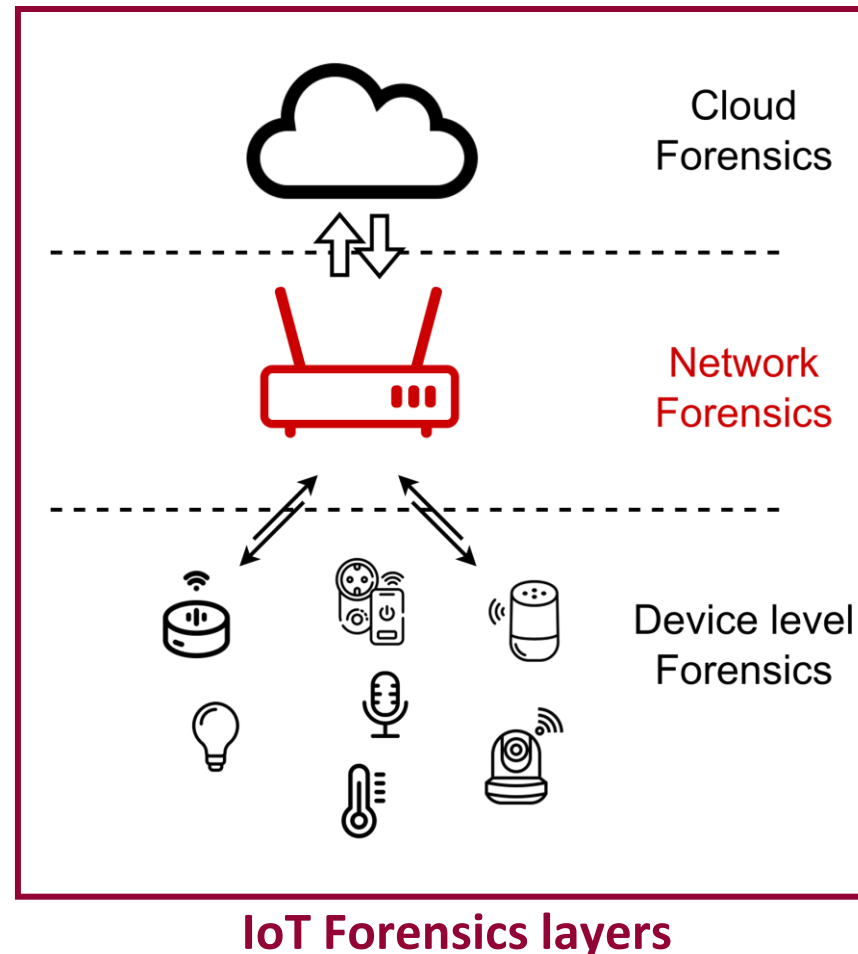 Cloud
Forensics
Network
Forensics
Device level
Forensics
IoT Forensics layers